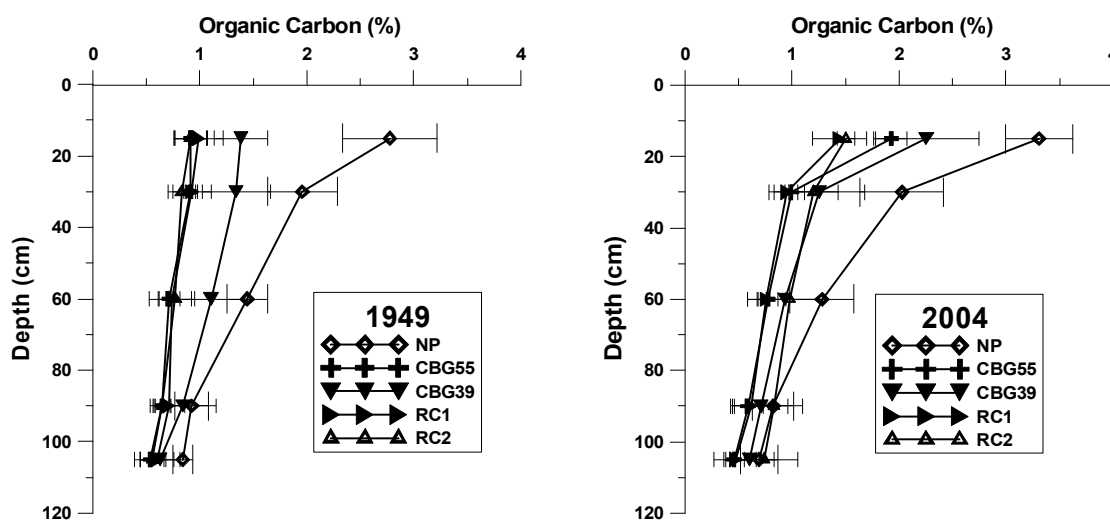 Organic Carbon (%)
0 1 2 3 4
0
20
40
60
80
100
120
Depth (cm)
1949
NP
CBG55
CBG39
RC1
RC2
Organic Carbon (%)
0 1 2 3 4
0
20
40
60
80
100
120
Depth (cm)
2004
NP
CBG55
CBG39
RC1
RC2